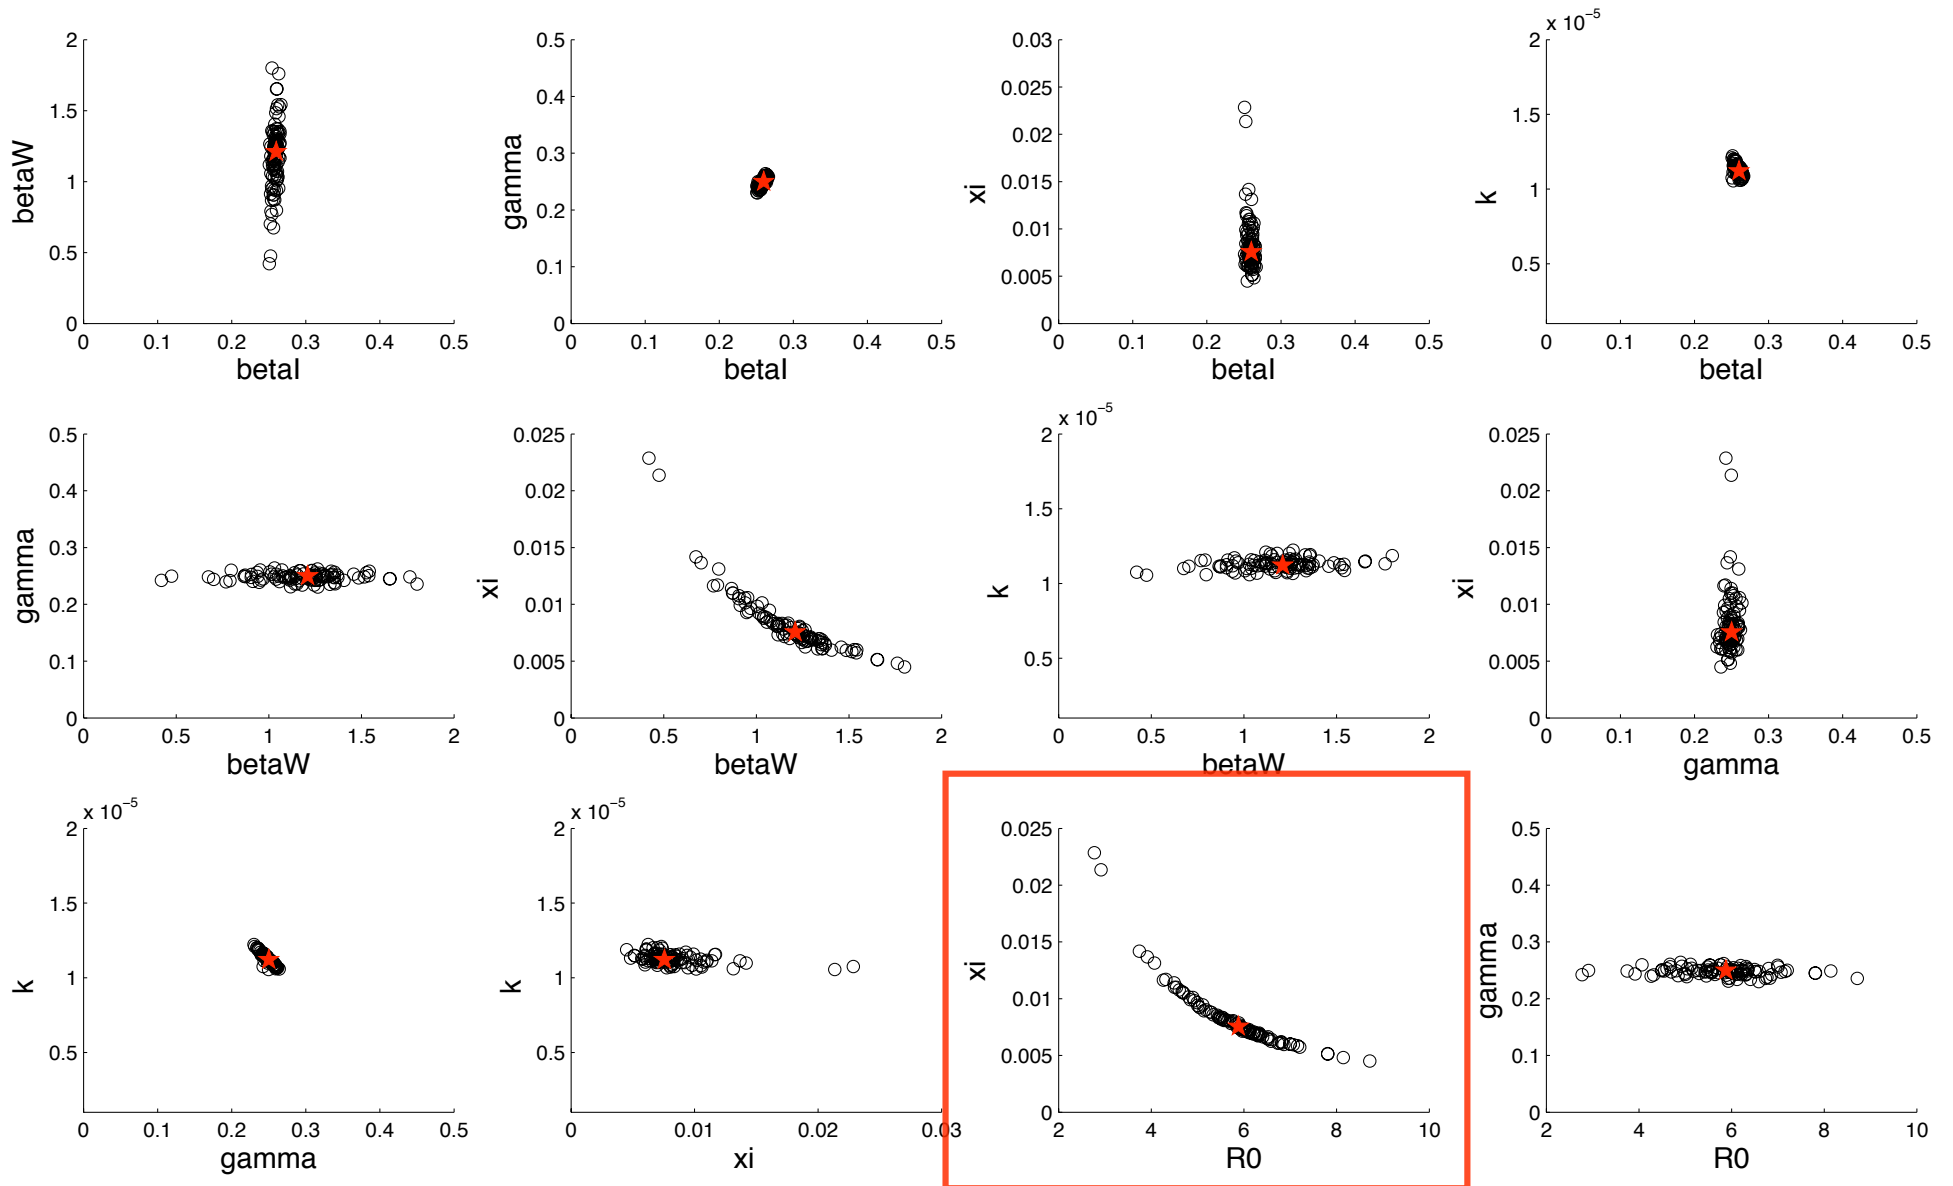 x 10⁻⁵
2
1.5
1
0.5
0
betaW
0 0.1 0.2 0.3 0.4 0.5
betaI
0.5
0.4
0.3
0.2
0.1
0
gamma
0 0.1 0.2 0.3 0.4 0.5
betaI
0.03
0.025
0.02
0.015
0.01
0.005
0
xi
0 0.1 0.2 0.3 0.4 0.5
betaI
2
1.5
1
0.5
k
0 0.1 0.2 0.3 0.4 0.5
betaI
0.5
0.4
0.3
0.2
0.1
0
gamma
0 0.5 1 1.5 2
betaW
0.025
0.02
0.015
0.01
0.005
0
xi
0 0.5 1 1.5 2
betaW
x 10⁻⁵
2
1.5
1
0.5
k
0 0.5 1 1.5 2
betaW
0.025
0.02
0.015
0.01
0.005
0
xi
0 0.1 0.2 0.3 0.4 0.5
gamma
x 10⁻⁵
2
1.5
1
0.5
k
0 0.1 0.2 0.3 0.4 0.5
gamma
x 10⁻⁵
2
1.5
1
0.5
k
0 0.01 0.02 0.03
xi
0.025
0.02
0.015
0.01
0.005
0
xi
2 4 6 8 10
R0
0.5
0.4
0.3
0.2
0.1
0
gamma
2 4 6 8 10
R0